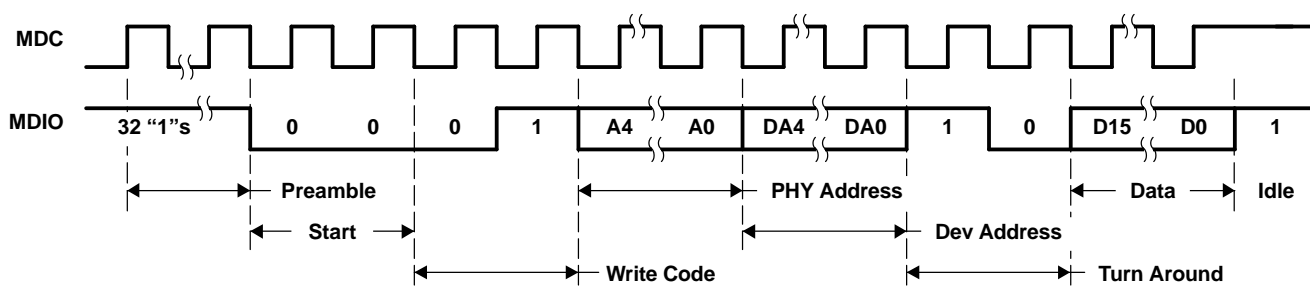 MDC
MDIO
32 “1”s 0 0 0 1 A4 A0 DA4 DA0 1 0 D15 D0 1
Preamble PHY Address Data Idle
Start Dev Address
Write Code Turn Around